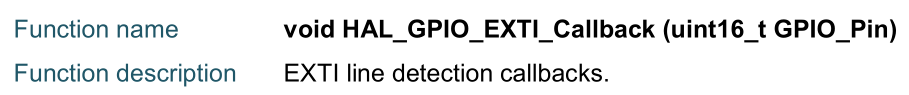 Function name void HAL_GPIO_EXTI_Callback (uint16_t GPIO_Pin)
Function description EXTI line detection callbacks.